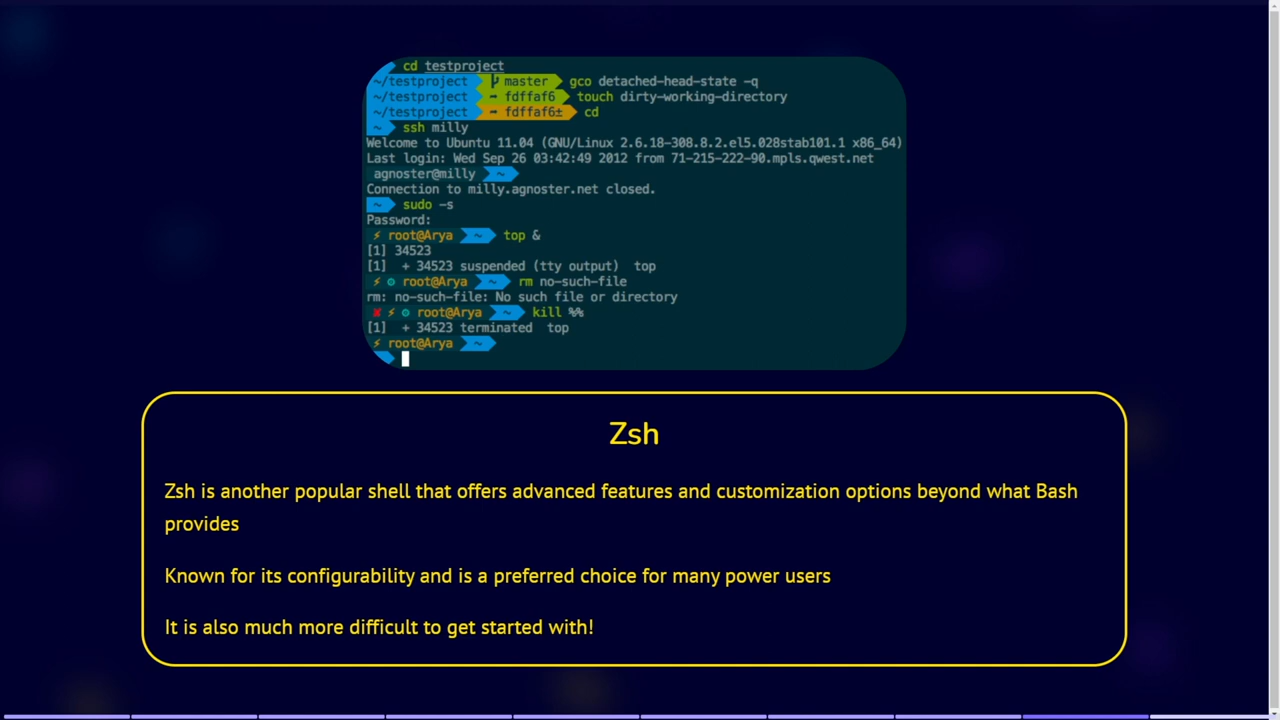 cd testproject
~/testproject master gco detached-head-state -q
~/testproject ➦ fdffaf6 touch dirty-working-directory
~/testproject ➦ fdffaf6± cd
~ ssh milly
Welcome to Ubuntu 11.04 (GNU/Linux 2.6.18-308.8.2.el5.028stab101.1 x86_64)
Last login: Wed Sep 26 03:42:49 2012 from 71-215-222-90.mpls.qwest.net
agnoster@milly ~
Connection to milly.agnoster.net closed.
~ sudo -s
Password:
⚡ root@Arya ~ top &
[1] 34523
[1] + 34523 suspended (tty output) top
⚡ ⚙ root@Arya ~ rm no-such-file
rm: no-such-file: No such file or directory
✘ ⚡ ⚙ root@Arya ~ kill %%
[1] + 34523 terminated top
⚡ root@Arya ~
Zsh
Zsh is another popular shell that offers advanced features and customization options beyond what Bash
provides
Known for its configurability and is a preferred choice for many power users
It is also much more difficult to get started with!